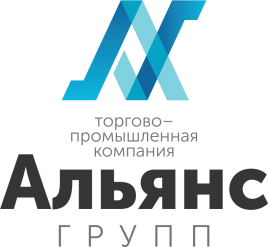 торгово–
промышленная
компания
Альянс
ГРУПП